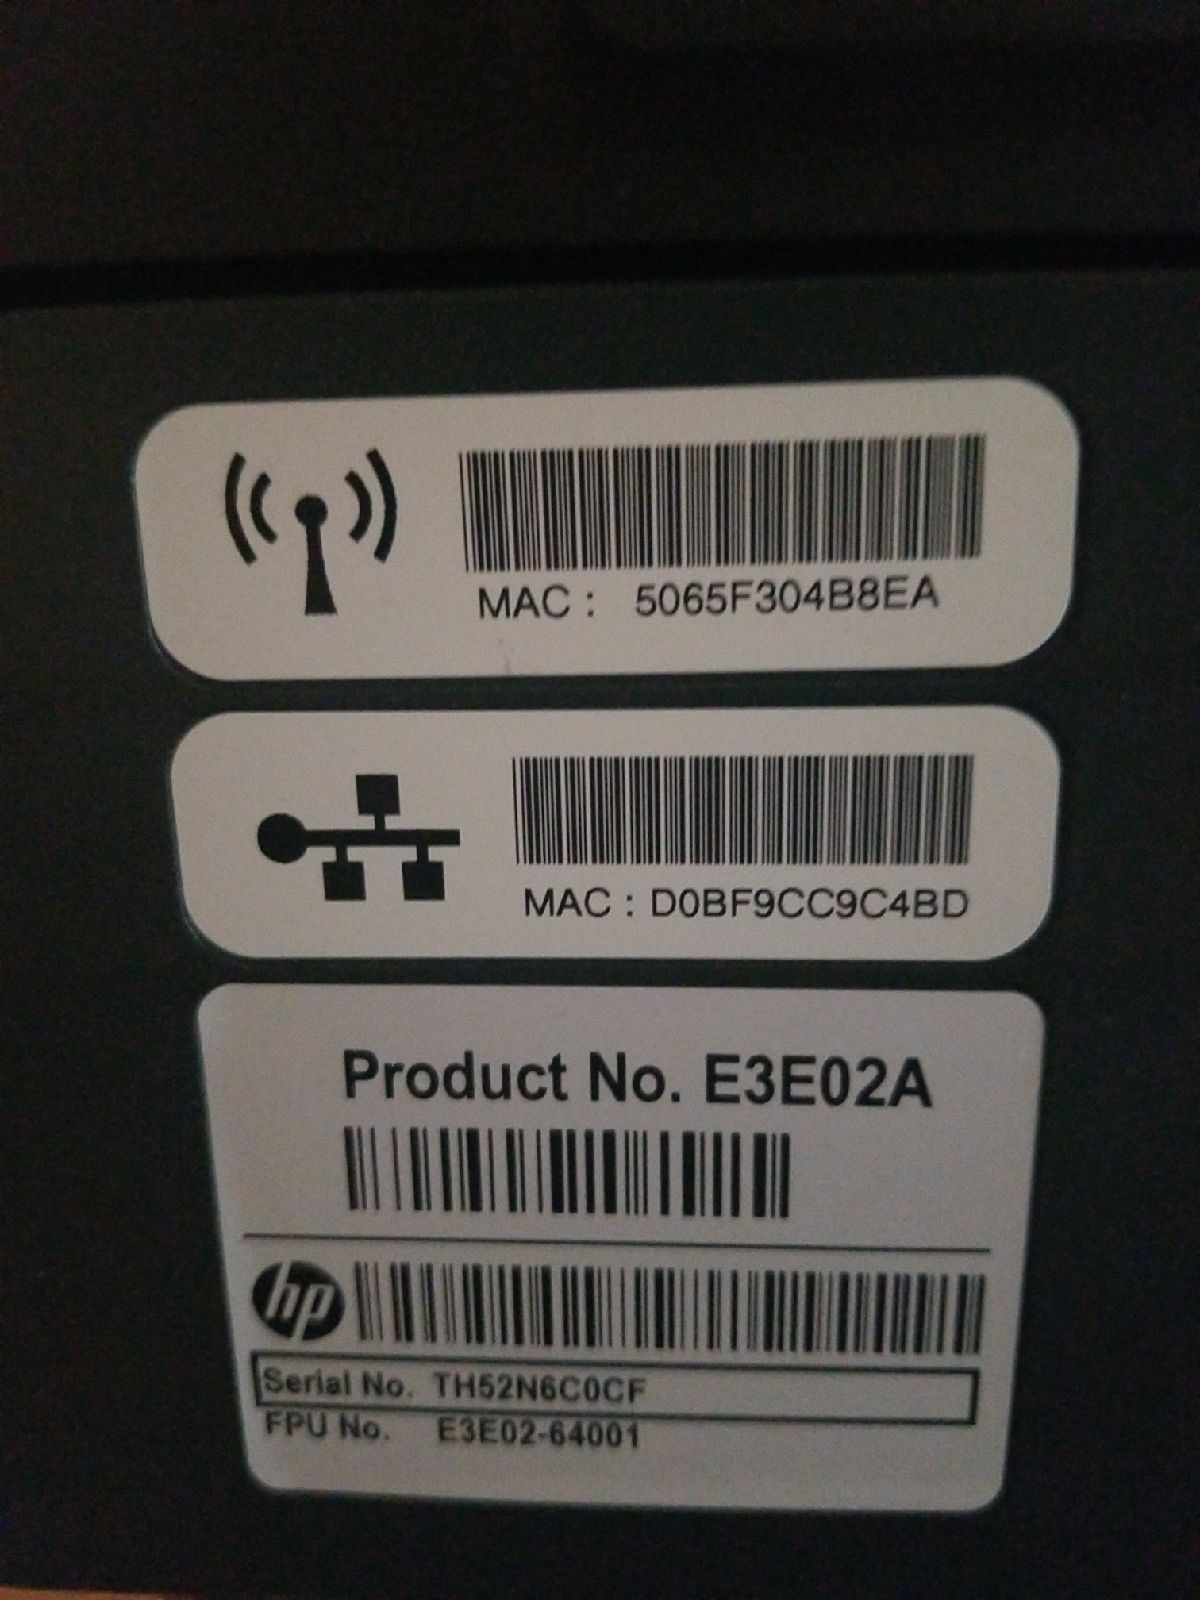 MAC : 5065F304B8EA
MAC : D0BF9CC9C4BD
Product No. E3E02A
hp
Serial No. TH52N6C0CF
FPU No. E3E02-64001